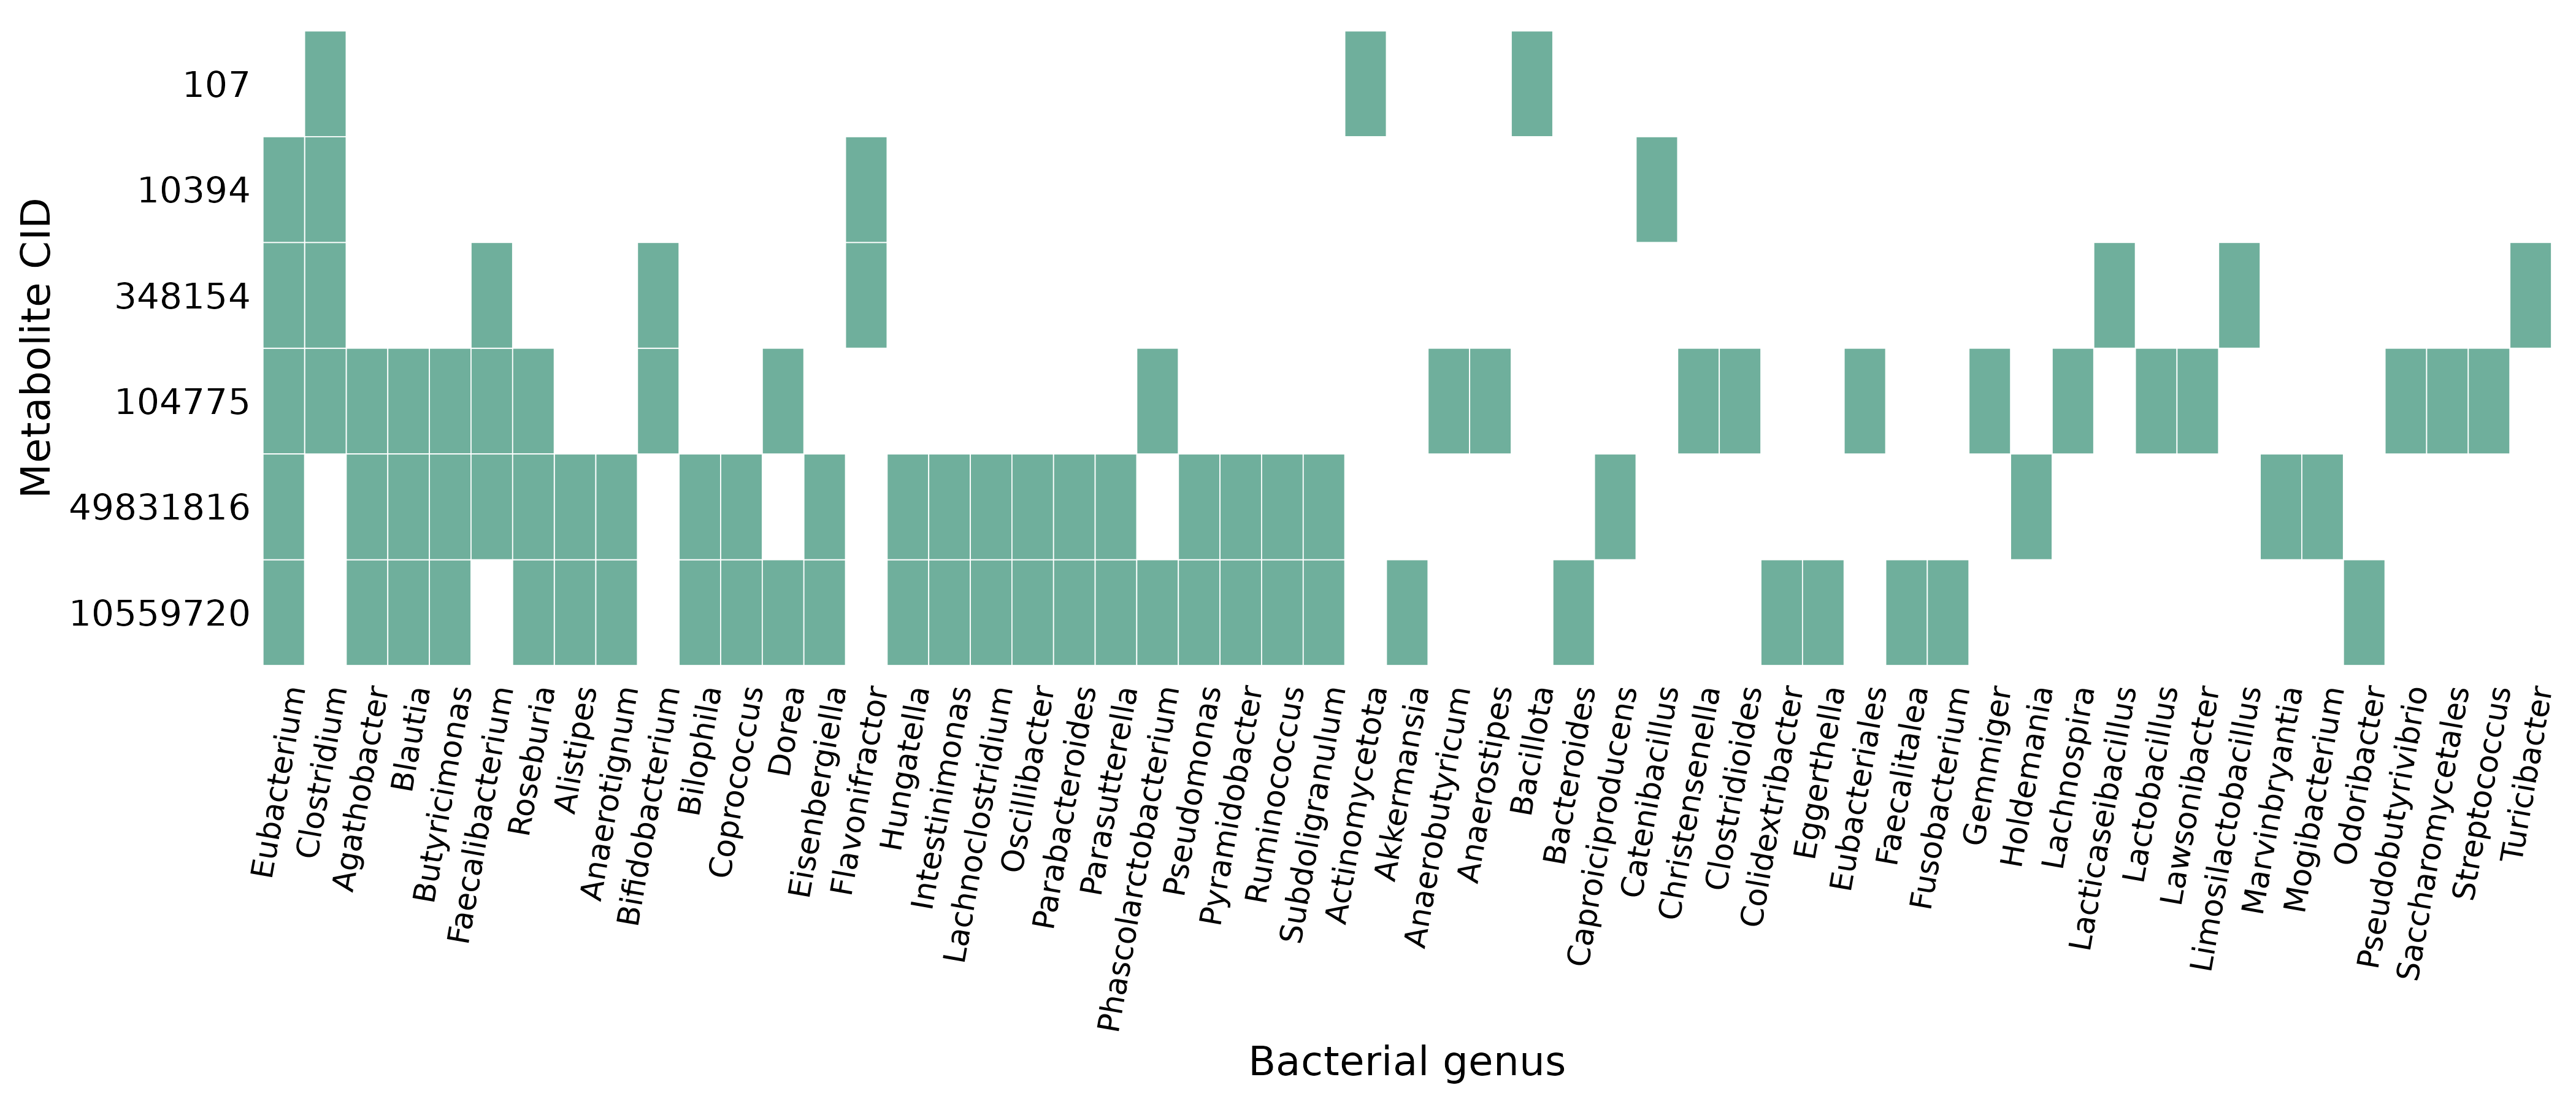 Metabolite CID
107
10394
348154
104775
49831816
10559720
Eubacterium
Clostridium
Agathobacter
Blautia
Butyricimonas
Faecalibacterium
Roseburia
Alistipes
Anaerotignum
Bifidobacterium
Bilophila
Coprococcus
Dorea
Eisenbergiella
Flavonifractor
Hungatella
Intestinimonas
Lachnoclostridium
Oscillibacter
Parabacteroides
Parasutterella
Phascolarctobacterium
Pseudomonas
Pyramidobacter
Ruminococcus
Subdoligranulum
Actinomycetota
Akkermansia
Anaerobutyricum
Anaerostipes
Bacillota
Bacteroides
Caproiciproducens
Catenibacillus
Christensenella
Clostridioides
Colidextribacter
Eggerthella
Eubacteriales
Faecalitalea
Fusobacterium
Gemmiger
Holdemania
Lachnospira
Lacticaseibacillus
Lactobacillus
Lawsonibacter
Limosilactobacillus
Marvinbryantia
Mogibacterium
Odoribacter
Pseudobutyrivibrio
Saccharomycetales
Streptococcus
Turicibacter
Bacterial genus